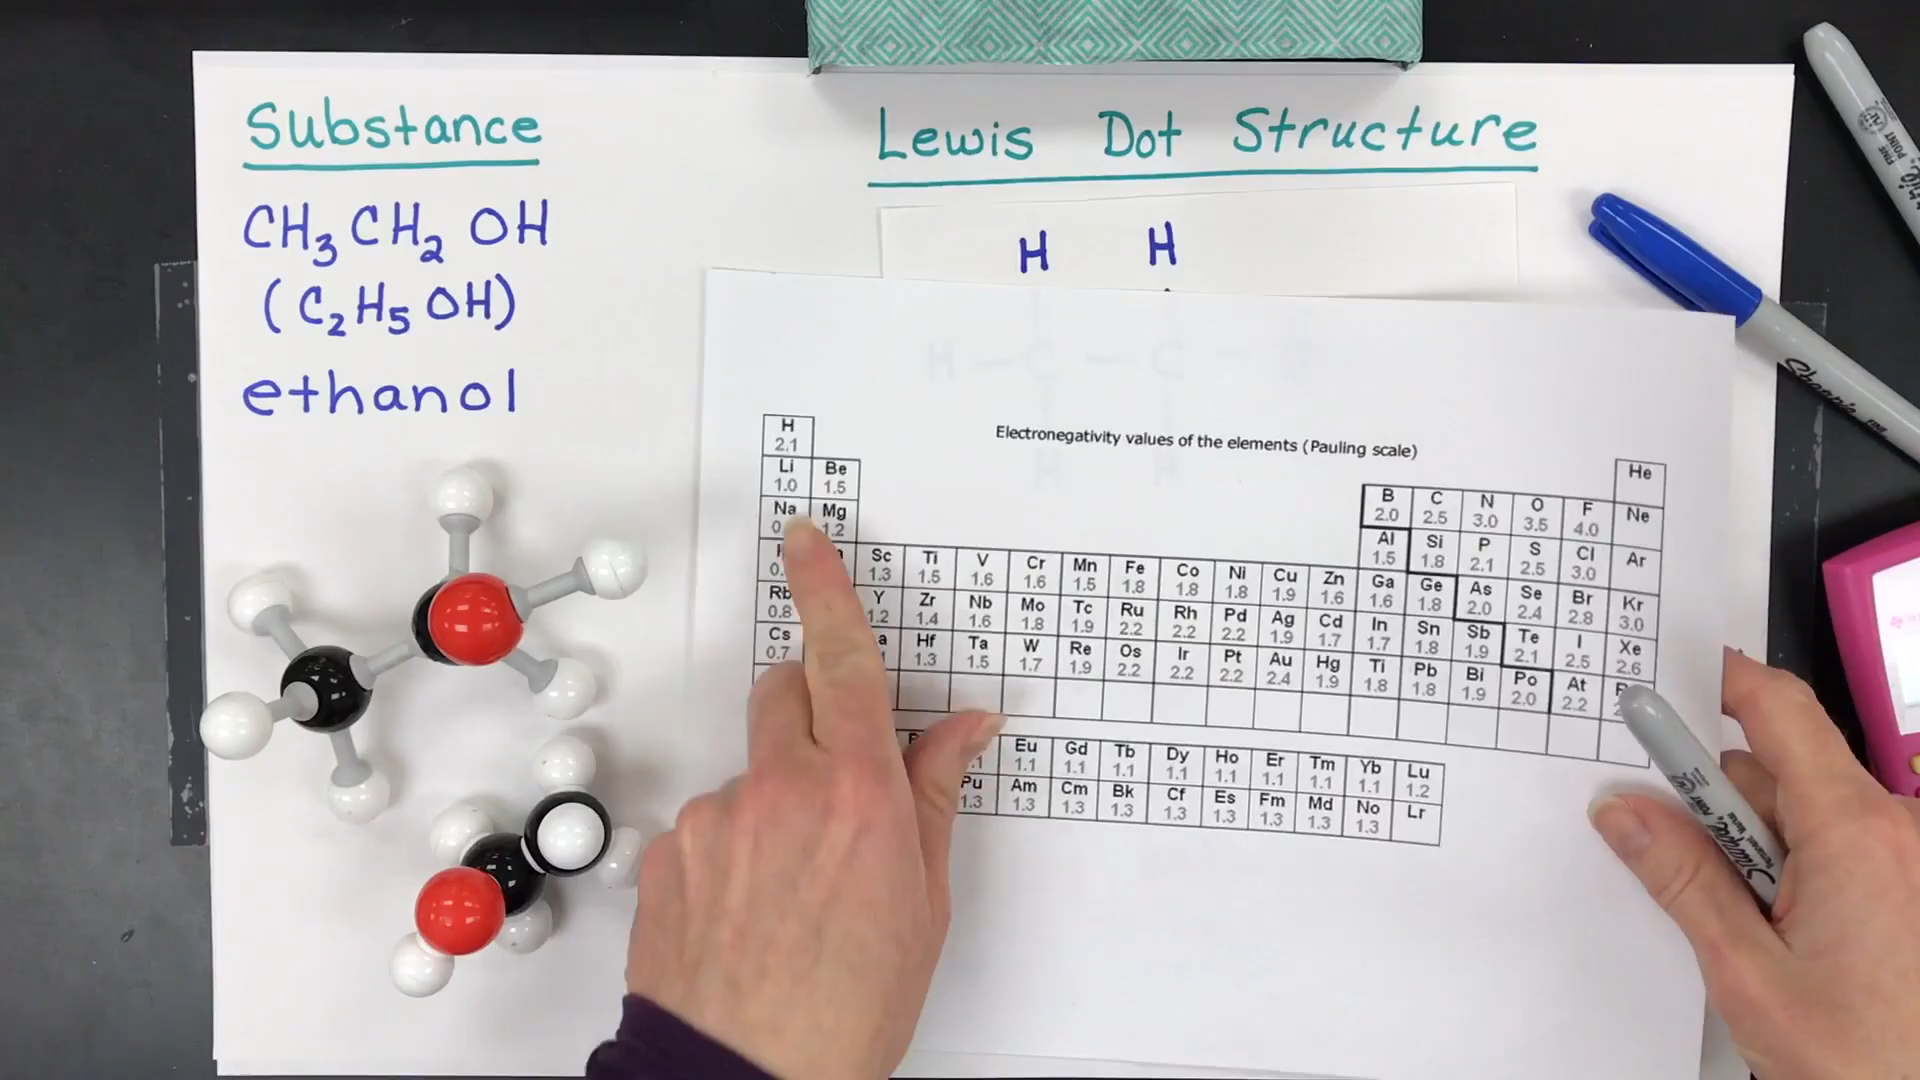 Substance
Lewis Dot Structure
CH3CH2OH
(C2H5OH)
ethanol
H H
H — C — C —
H H
Electronegativity values of the elements (Pauling scale)
H He
2.1
Li Be B C N O F Ne
1.0 1.5 2.0 2.5 3.0 3.5 4.0
Na Mg Al Si P S Cl Ar
1.2 1.5 1.8 2.1 2.5 3.0
Sc Ti V Cr Mn Fe Co Ni Cu Zn Ga Ge As Se Br Kr
1.3 1.5 1.6 1.6 1.5 1.8 1.8 1.8 1.9 1.6 1.6 1.8 2.0 2.4 2.8 3.0
Rb Y Zr Nb Mo Tc Ru Rh Pd Ag Cd In Sn Sb Te I Xe
0.8 1.2 1.4 1.6 1.8 1.9 2.2 2.2 2.2 1.9 1.7 1.7 1.8 1.9 2.1 2.5 2.6
Cs Hf Ta W Re Os Ir Pt Au Hg Ti Pb Bi Po At
0.7 1.3 1.5 1.7 1.9 2.2 2.2 2.2 2.4 1.9 1.8 1.8 1.9 2.0 2.2
Eu Gd Tb Dy Ho Er Tm Yb Lu
1.1 1.1 1.1 1.1 1.1 1.1 1.1 1.1 1.2
Pu Am Cm Bk Cf Es Fm Md No Lr
1.3 1.3 1.3 1.3 1.3 1.3 1.3 1.3 1.3
Sharpie
FINE
POINT
Sharpie